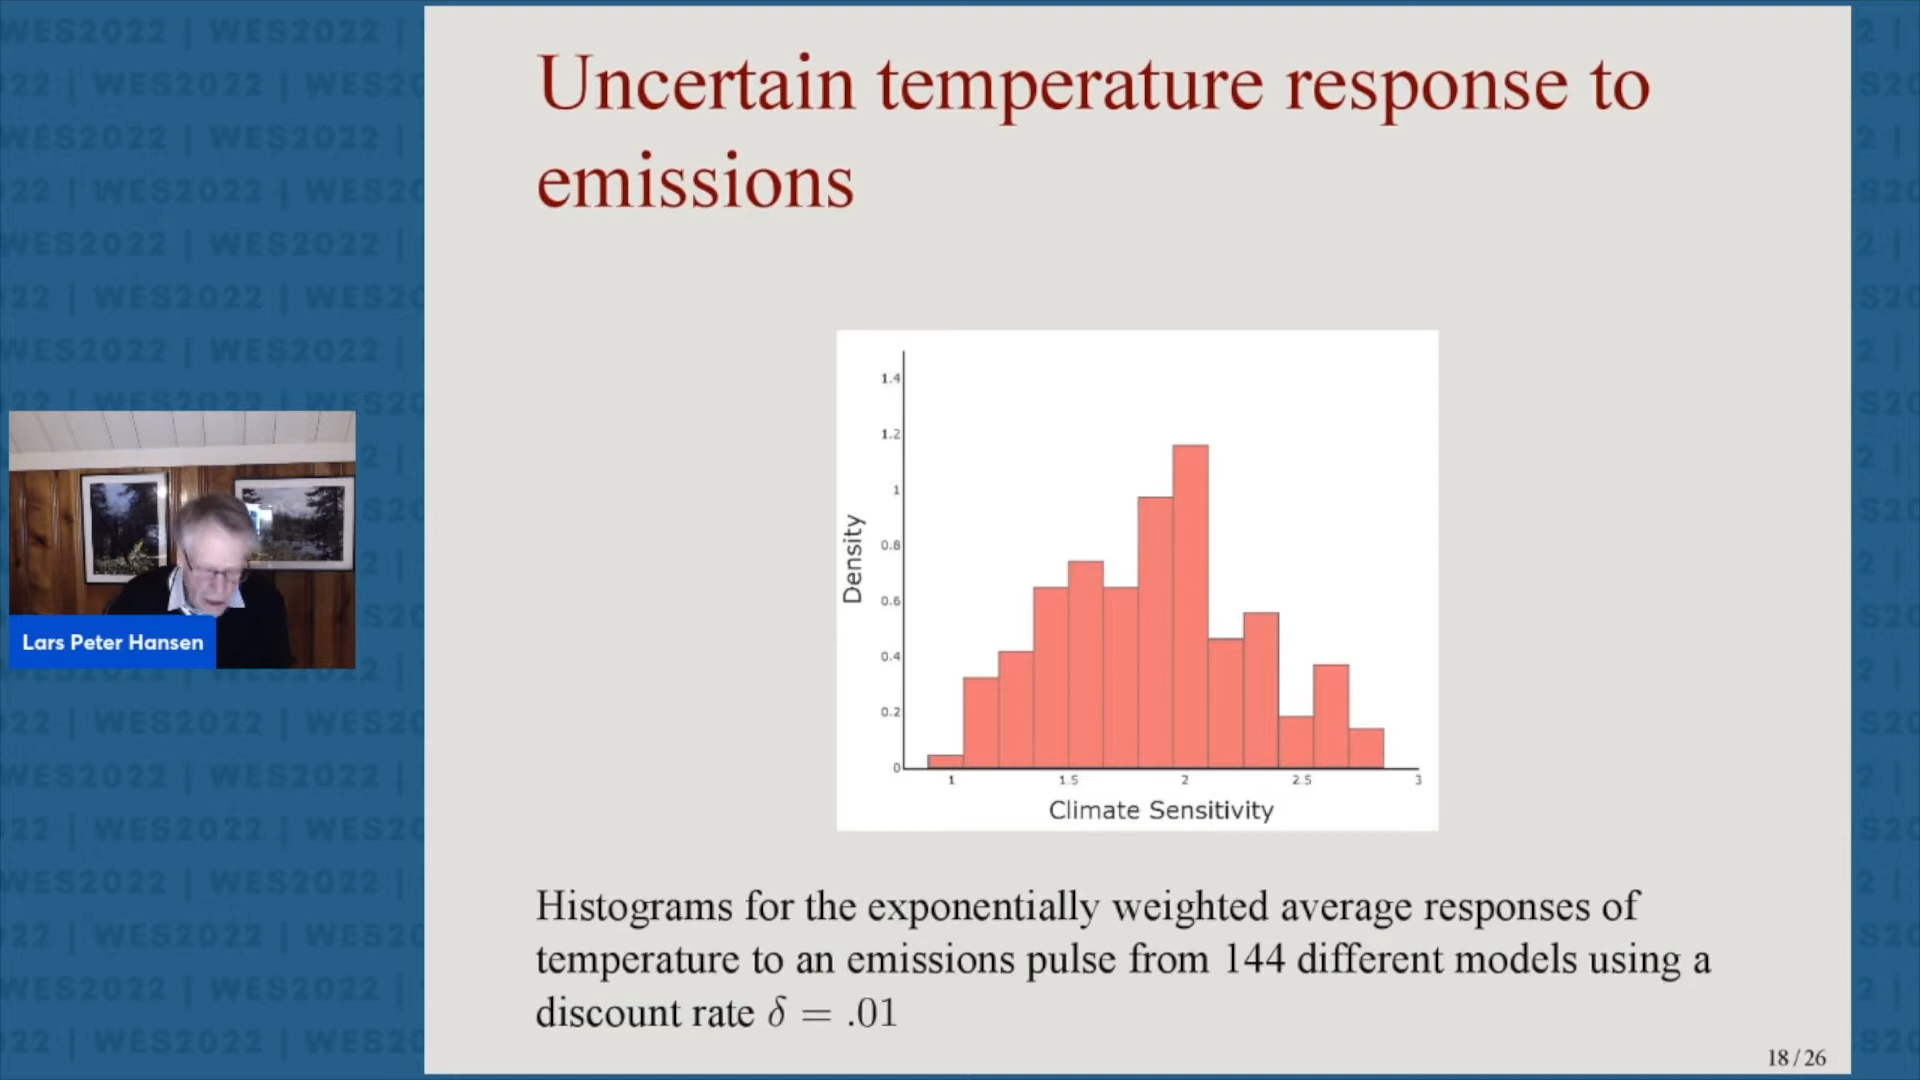 WES2022 | WES2022 |
Uncertain temperature response to
emissions
1.4
1.2
1
0.8
0.6
0.4
0.2
0
Density
1
1.5
2
2.5
3
Climate Sensitivity
Lars Peter Hansen
Histograms for the exponentially weighted average responses of
temperature to an emissions pulse from 144 different models using a
discount rate δ = .01
18/26